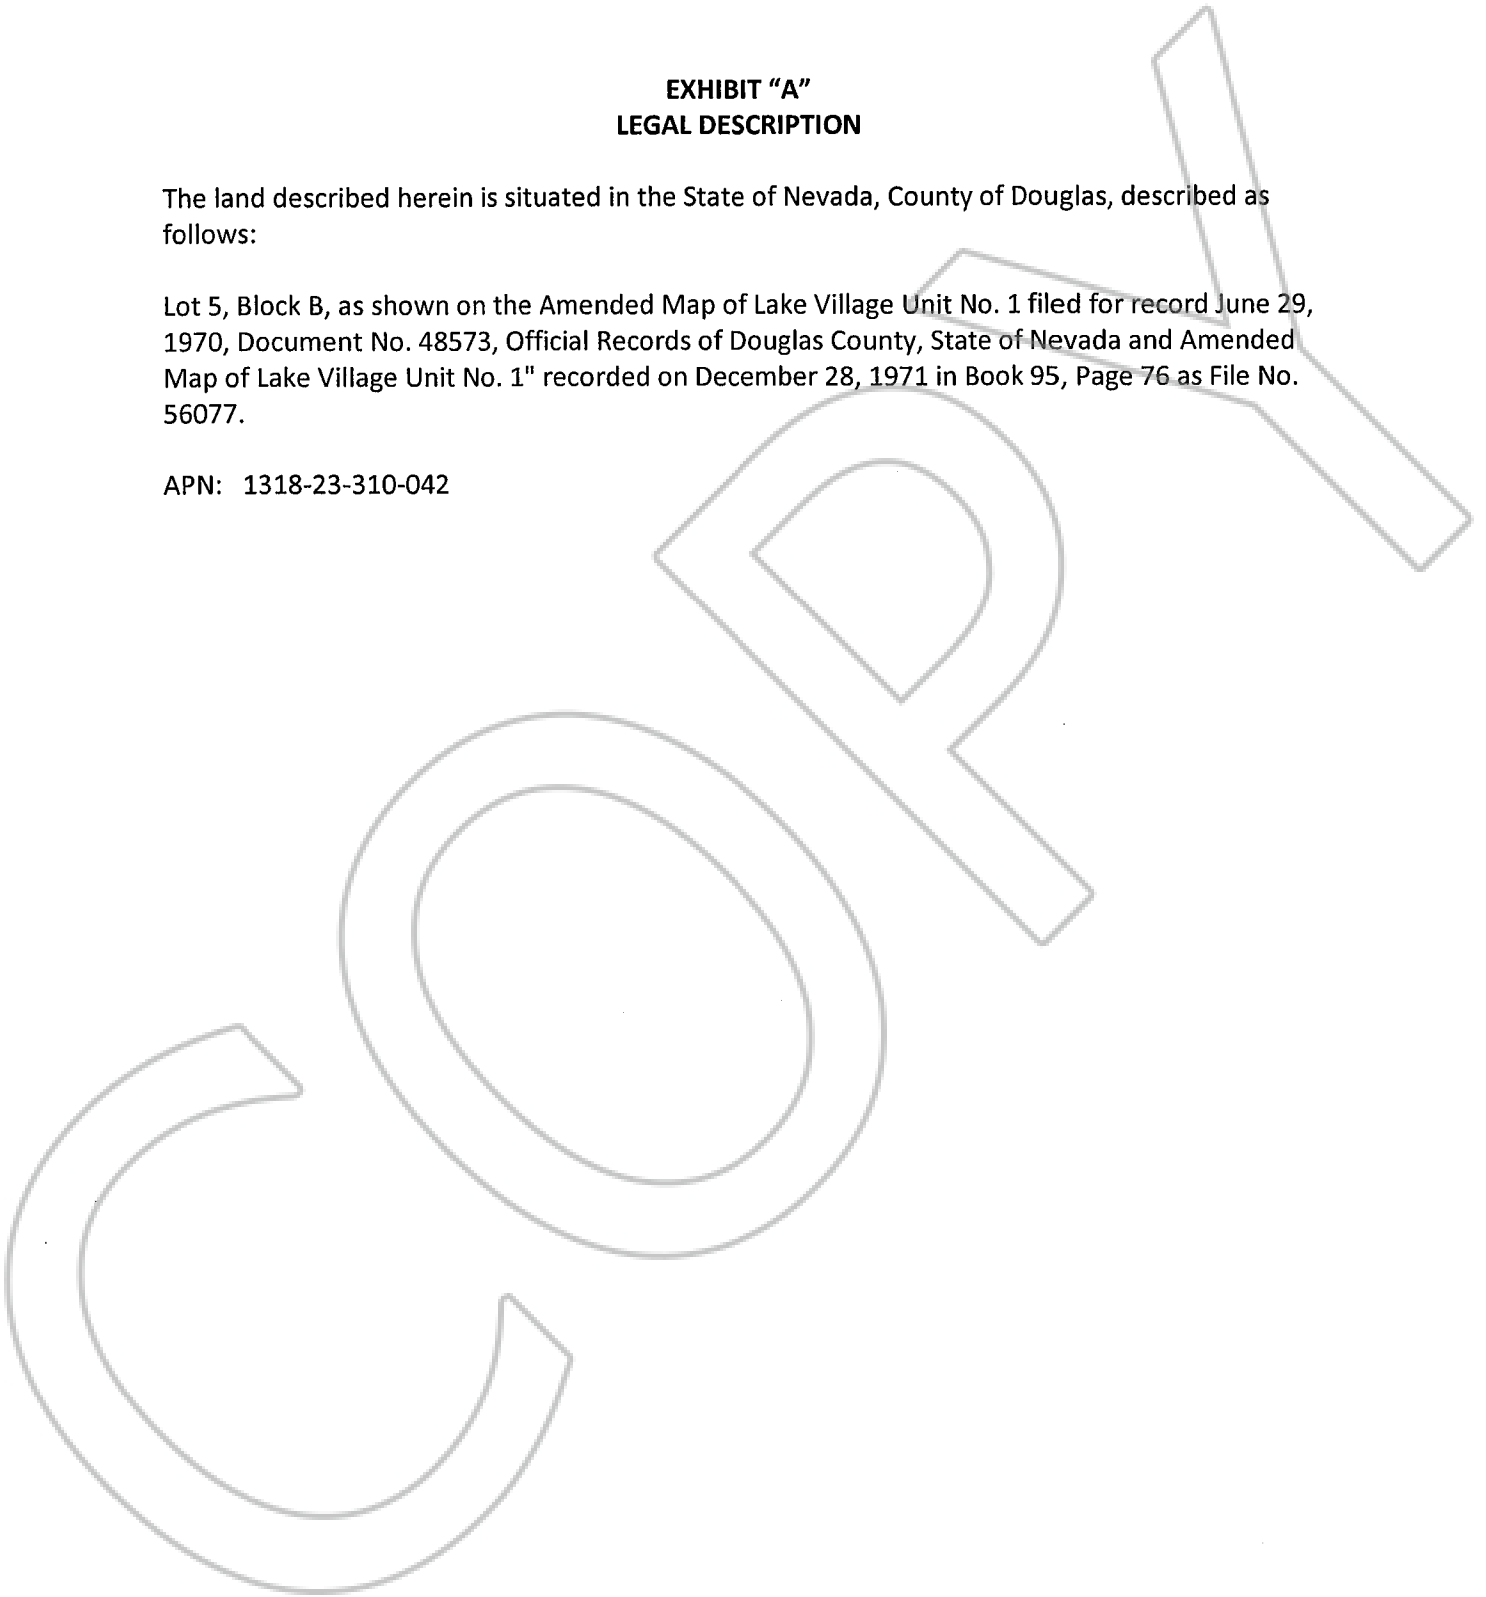 EXHIBIT “A”
LEGAL DESCRIPTION
The land described herein is situated in the State of Nevada, County of Douglas, described as
follows:
Lot 5, Block B, as shown on the Amended Map of Lake Village Unit No. 1 filed for record June 29,
1970, Document No. 48573, Official Records of Douglas County, State of Nevada and Amended
Map of Lake Village Unit No. 1" recorded on December 28, 1971 in Book 95, Page 76 as File No.
56077.
APN: 1318-23-310-042
COPY